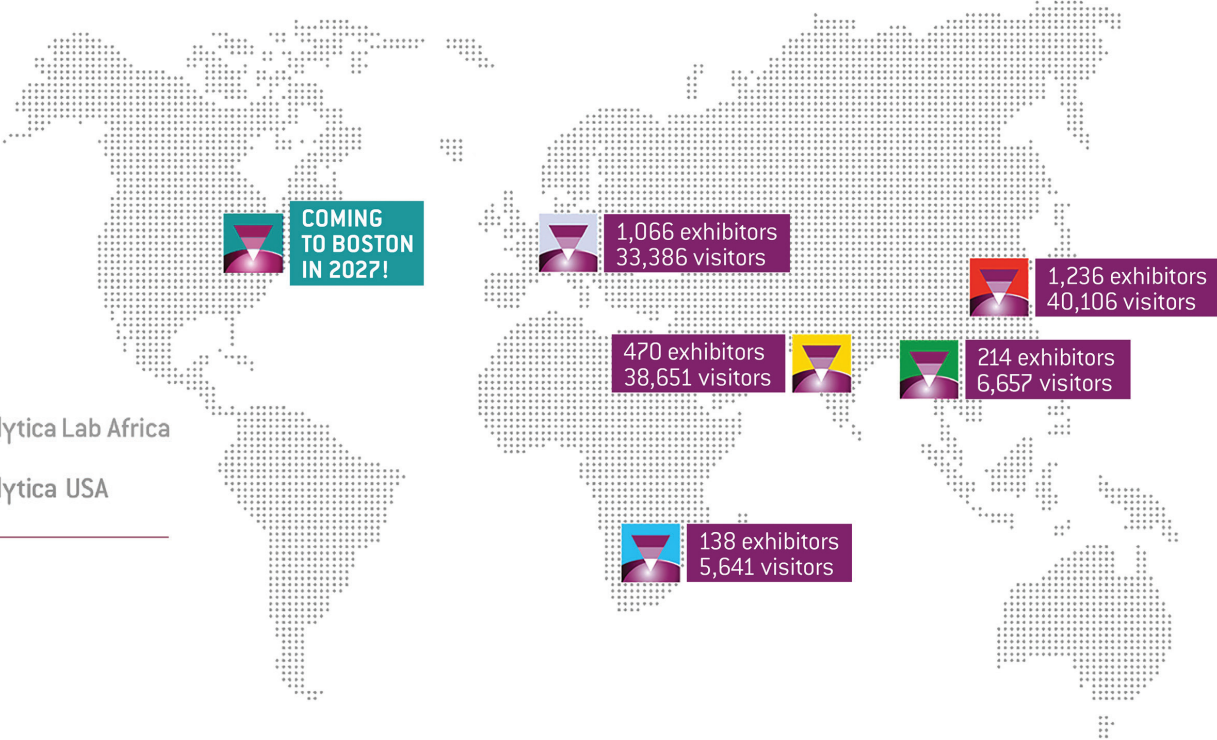 COMING
TO BOSTON
IN 2027!
1,066 exhibitors
33,386 visitors
1,236 exhibitors
40,106 visitors
470 exhibitors
38,651 visitors
214 exhibitors
6,657 visitors
lytica Lab Africa
lytica USA
138 exhibitors
5,641 visitors